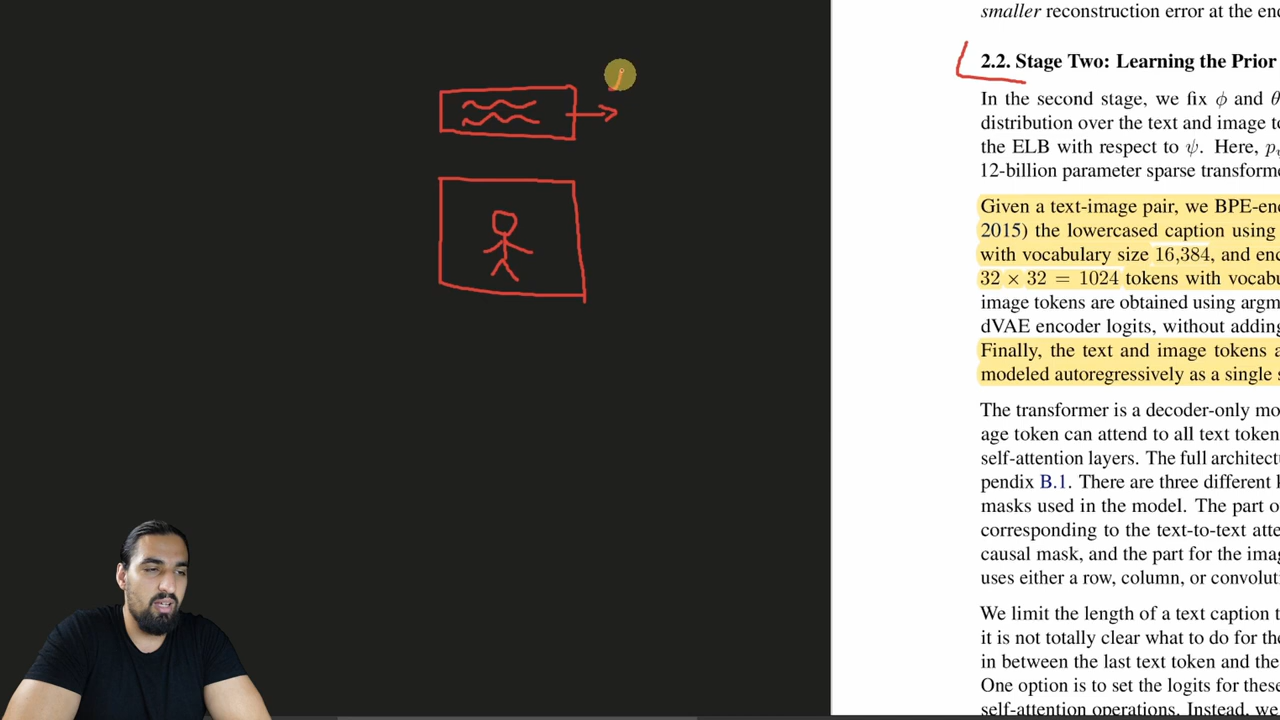 smaller reconstruction error at the end
2.2. Stage Two: Learning the Prior
In the second stage, we fix ϕ and θ
distribution over the text and image to
the ELB with respect to ψ. Here, p
12-billion parameter sparse transforme
Given a text-image pair, we BPE-en
2015) the lowercased caption using
with vocabulary size 16,384, and enc
32 × 32 = 1024 tokens with vocabu
image tokens are obtained using argm
dVAE encoder logits, without adding
Finally, the text and image tokens a
modeled autoregressively as a single s
The transformer is a decoder-only mo
age token can attend to all text token
self-attention layers. The full architectu
pendix B.1. There are three different k
masks used in the model. The part o
corresponding to the text-to-text atte
causal mask, and the part for the imag
uses either a row, column, or convoluti
We limit the length of a text caption t
it is not totally clear what to do for the
in between the last text token and the
One option is to set the logits for these
self-attention operations. Instead, we